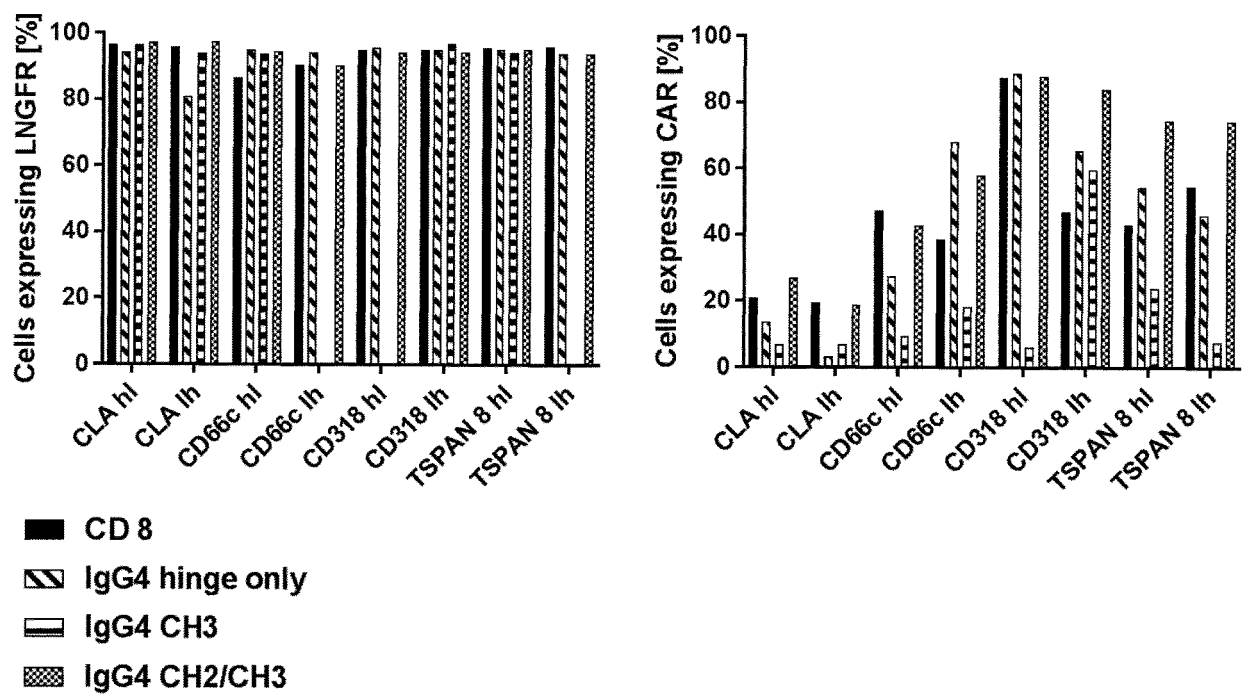 Cells expressing LNGFR [%]
100
80
60
40
20
0
CLA hl
CLA lh
CD66c hl
CD66c lh
CD318 hl
CD318 lh
TSPAN 8 hl
TSPAN 8 lh
Cells expressing CAR [%]
100
80
60
40
20
0
CLA hl
CLA lh
CD66c hl
CD66c lh
CD318 hl
CD318 lh
TSPAN 8 hl
TSPAN 8 lh
CD 8
IgG4 hinge only
IgG4 CH3
IgG4 CH2/CH3